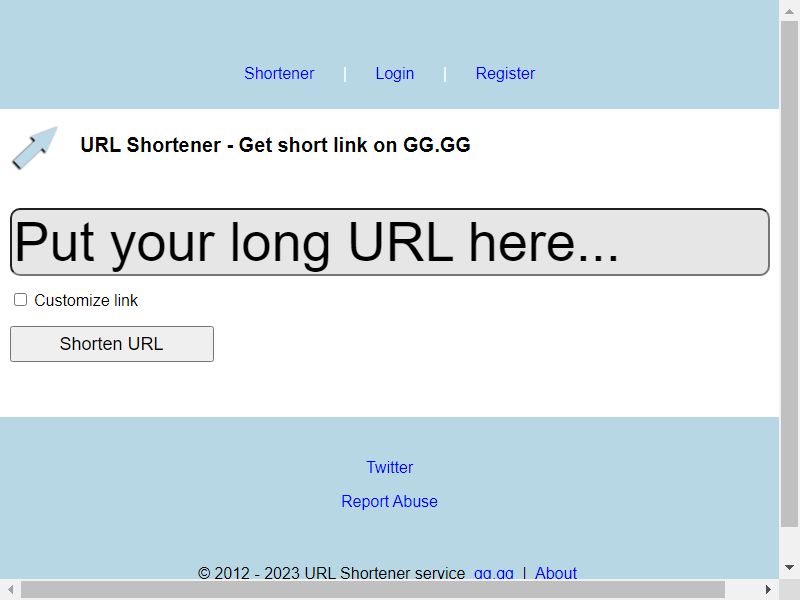 Shortener | Login | Register
URL Shortener - Get short link on GG.GG
Put your long URL here...
Customize link
Shorten URL
Twitter
Report Abuse
© 2012 - 2023 URL Shortener service gg.gg | About